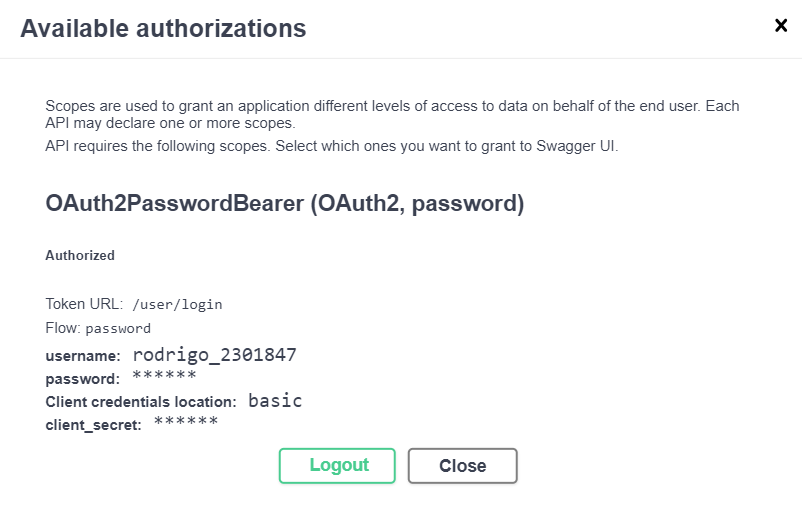 Available authorizations
Scopes are used to grant an application different levels of access to data on behalf of the end user. Each
API may declare one or more scopes.
API requires the following scopes. Select which ones you want to grant to Swagger UI.
OAuth2PasswordBearer (OAuth2, password)
Authorized
Token URL: /user/login
Flow: password
username: rodrigo_2301847
password: ******
Client credentials location: basic
client_secret: ******
Logout Close